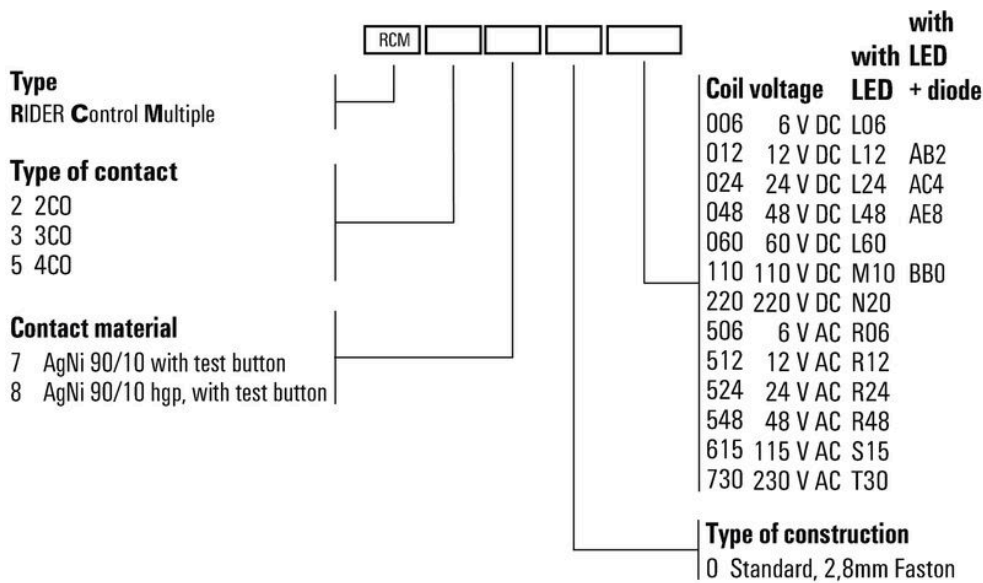 RCM
Type
RIDER Control Multiple
Type of contact
2 2CO
3 3CO
5 4CO
Contact material
7 AgNi 90/10 with test button
8 AgNi 90/10 hgp, with test button
with
with LED
Coil voltage LED + diode
006 6 V DC L06
012 12 V DC L12 AB2
024 24 V DC L24 AC4
048 48 V DC L48 AE8
060 60 V DC L60
110 110 V DC M10 BB0
220 220 V DC N20
506 6 V AC R06
512 12 V AC R12
524 24 V AC R24
548 48 V AC R48
615 115 V AC S15
730 230 V AC T30
Type of construction
0 Standard, 2,8mm Faston